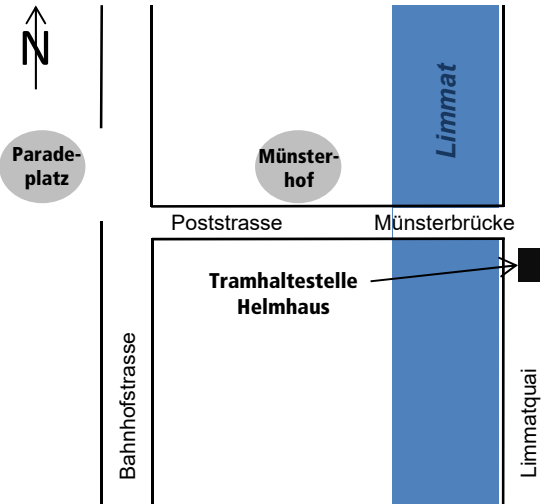 N
Limmat
Parade-
platz
Münster-
hof
Poststrasse
Münsterbrücke
Tramhaltestelle
Helmhaus
Bahnhofstrasse
Limmatquai